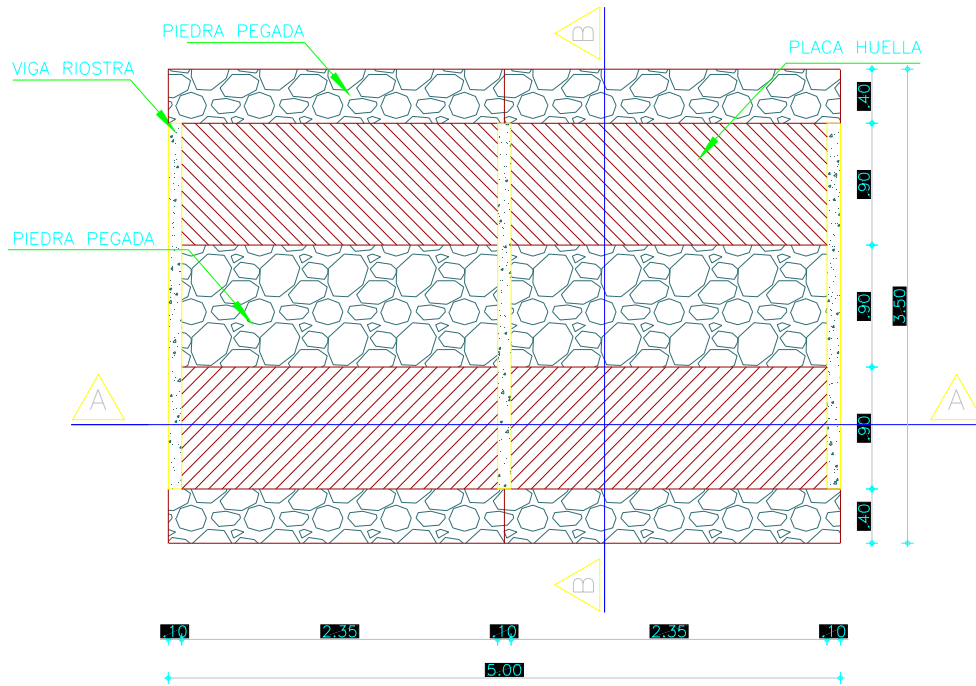 PIEDRA PEGADA
B
PLACA HUELLA
VIGA RIOSTRA
.40
.90
PIEDRA PEGADA
.90
3.50
A
A
.90
.40
B
.10
2.35
.10
2.35
.10
5.00